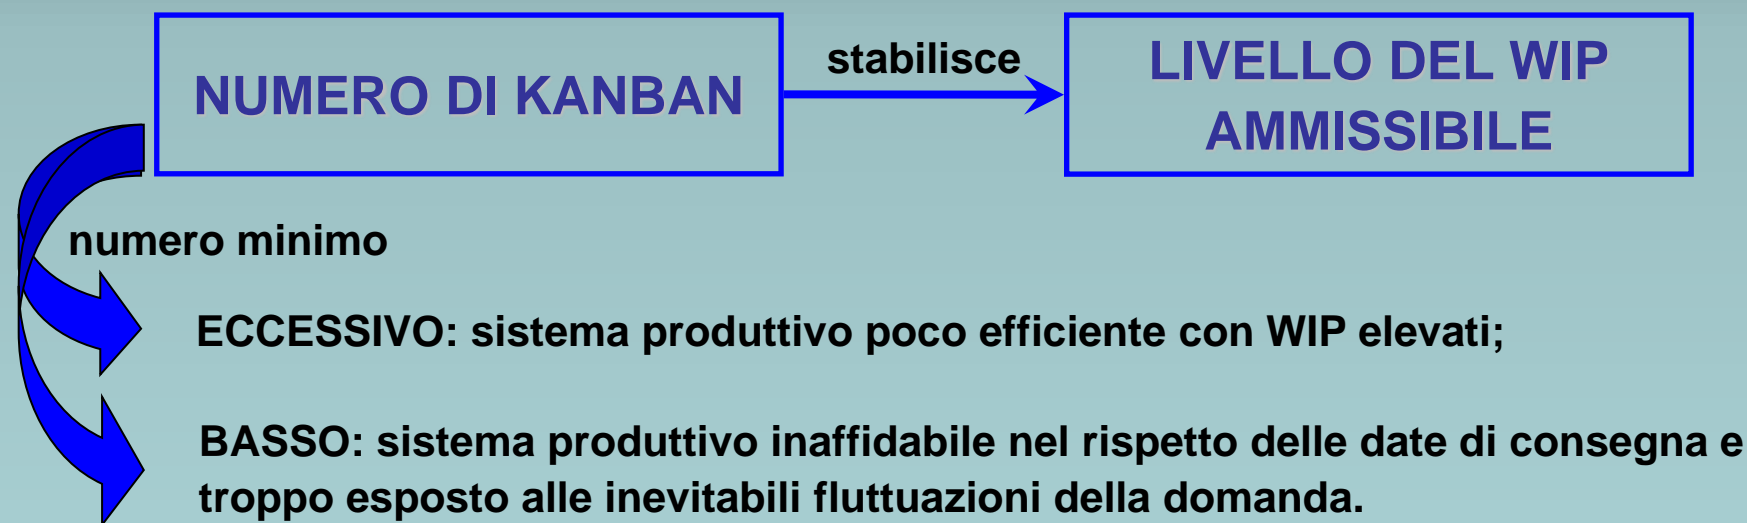 NUMERO DI KANBAN
stabilisce
LIVELLO DEL WIP
AMMISSIBILE
numero minimo
ECCESSIVO: sistema produttivo poco efficiente con WIP elevati;
BASSO: sistema produttivo inaffidabile nel rispetto delle date di consegna e
troppo esposto alle inevitabili fluttuazioni della domanda.